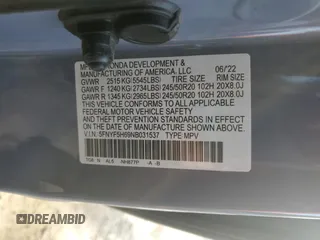 HONDA DEVELOPMENT &
MANUFACTURING OF AMERICA, LLC 06/22
GVWR 2515 KG(5545LBS) TIRE SIZE RIM SIZE
GAWR F 1240 KG(2734LBS) 245/50R20 102H 20X8.0J
GAWR R 1345 KG(2965LBS) 245/50R20 102H 20X8.0J
THIS VEHICLE CONFORMS TO ALL APPLICABLE
FEDERAL MOTOR VEHICLE SAFETY AND THEFT
PREVENTION STANDARDS IN EFFECT ON THE DATE OF
MANUFACTURE SHOWN ABOVE.
V.I.N: 5FNYF5H99NB031537 TYPE: MPV